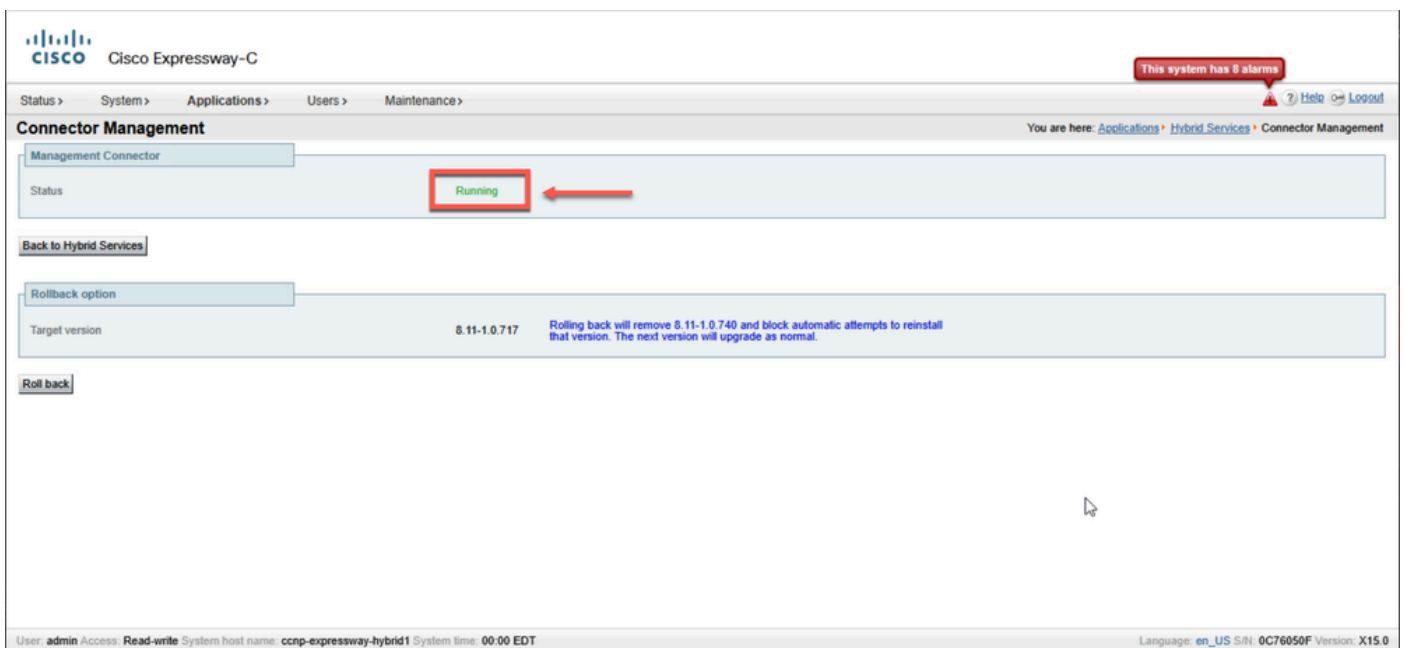 CISCO Cisco Expressway-C
This system has 8 alarms
Status > System > Applications > Users > Maintenance > ? Help Logout
Connector Management You are here: Applications Hybrid Services Connector Management
Management Connector
Status Running
Back to Hybrid Services
Rollback option
Target version 8.11-1.0.717 Rolling back will remove 8.11-1.0.740 and block automatic attempts to reinstall
that version. The next version will upgrade as normal.
Roll back
User: admin Access: Read-write System host name: ccnp-expressway-hybrid1 System time: 00:00 EDT Language: en_US S/N: 0C76050F Version: X15.0